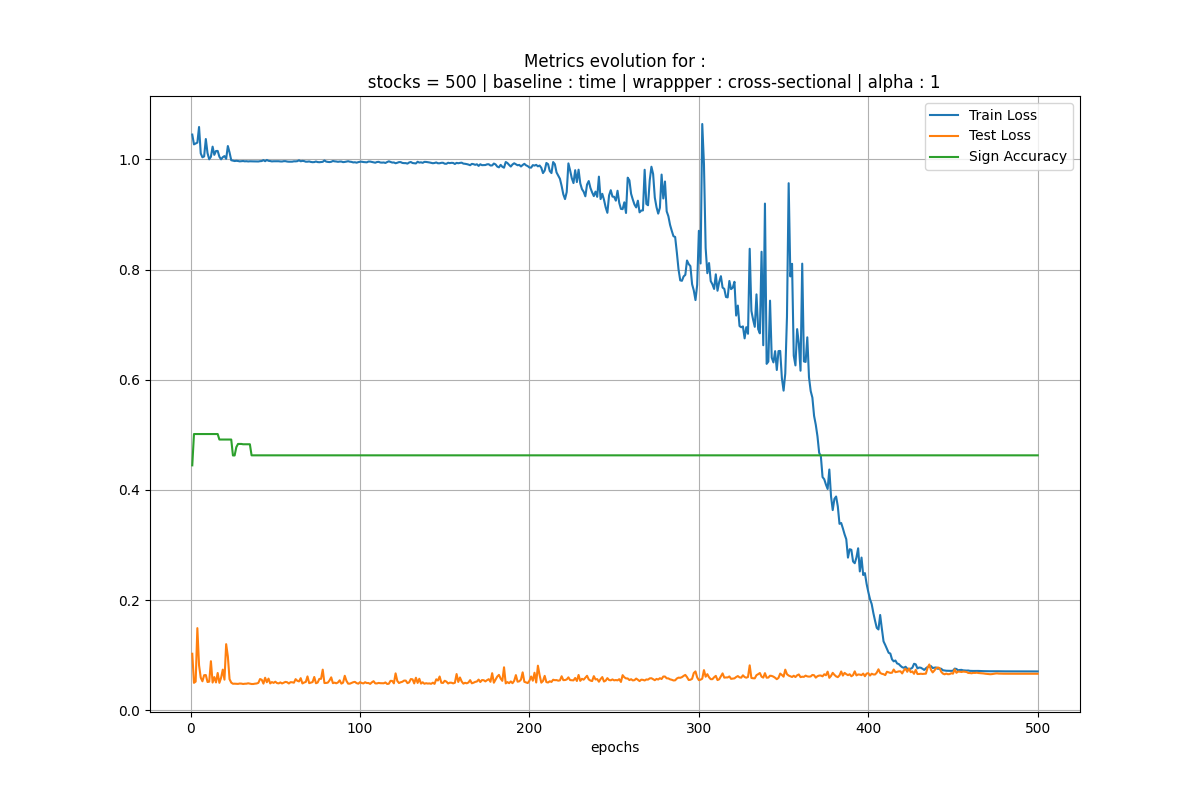 Metrics evolution for :
stocks = 500 | baseline : time | wrappper : cross-sectional | alpha : 1
Train Loss
Test Loss
Sign Accuracy
1.0
0.8
0.6
0.4
0.2
0.0
0 100 200 300 400 500
epochs